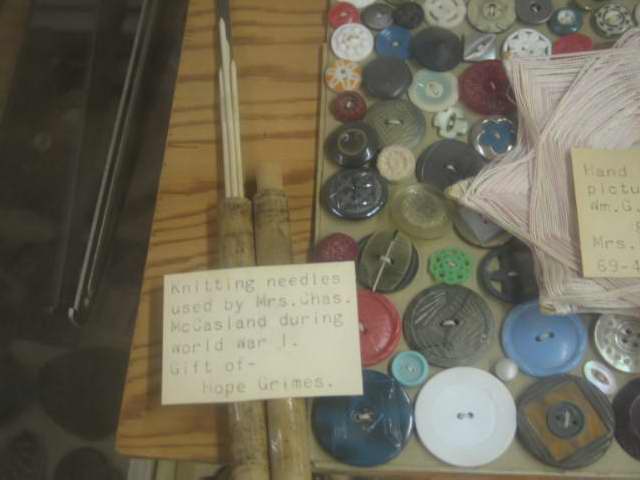 Knitting needles
used by Mrs.Chas.
McCasland during
world war I.
Gift of-
Hope Grimes.
Hand
pictu
Wm.G.
Mrs.
69-